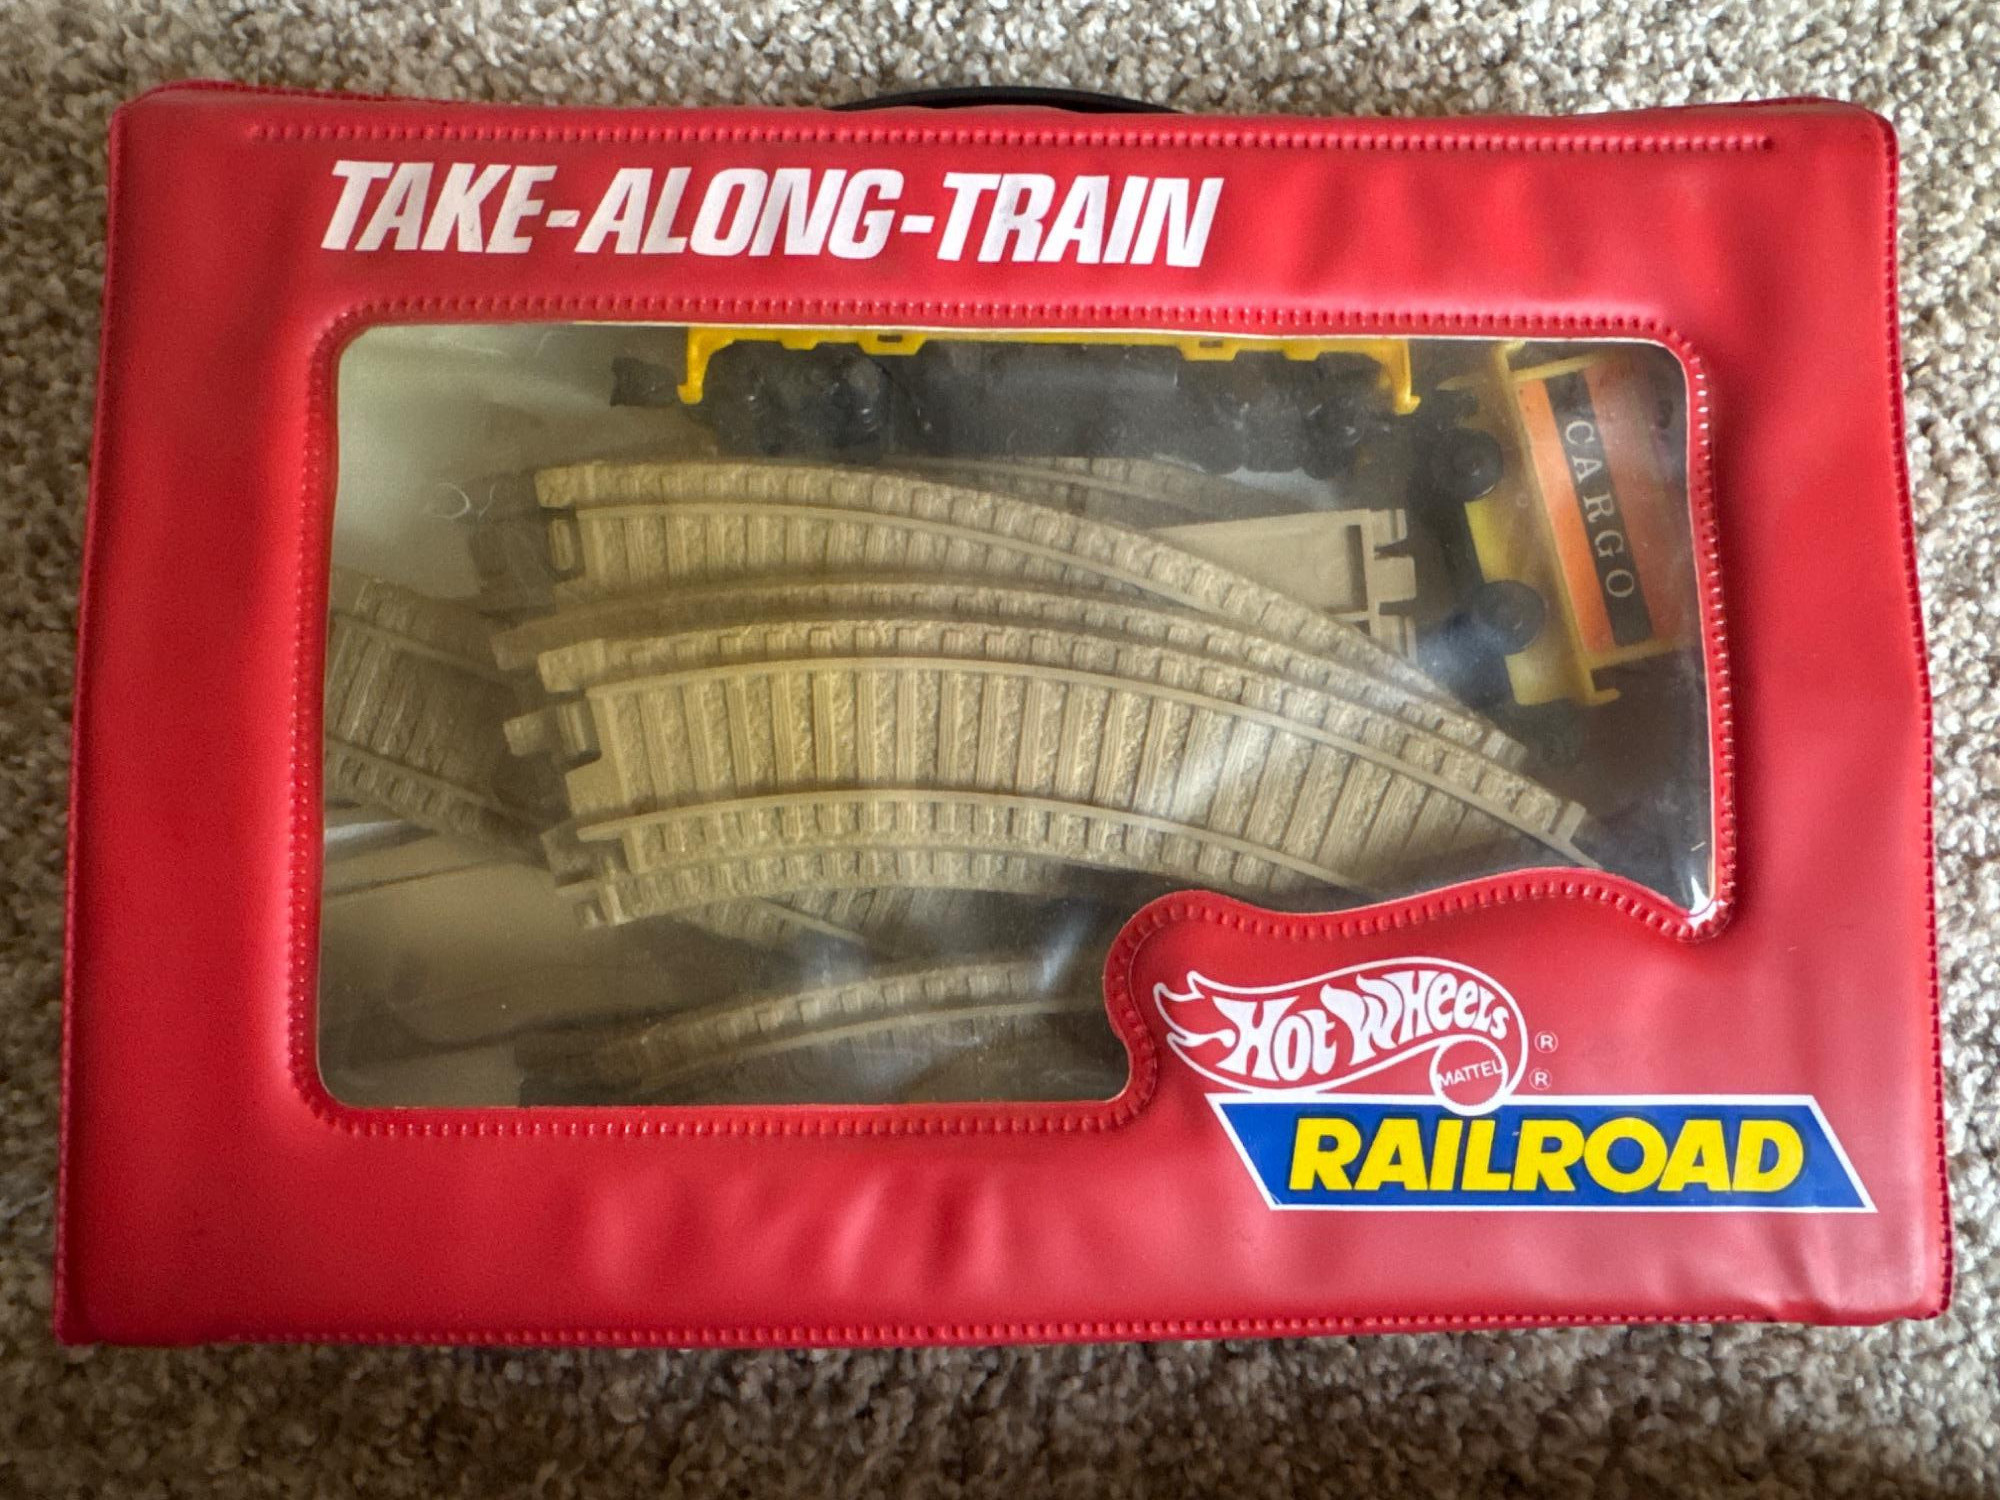 TAKE-ALONG-TRAIN
CARGO
HOT WHEELS ®
MATTEL ®
RAILROAD